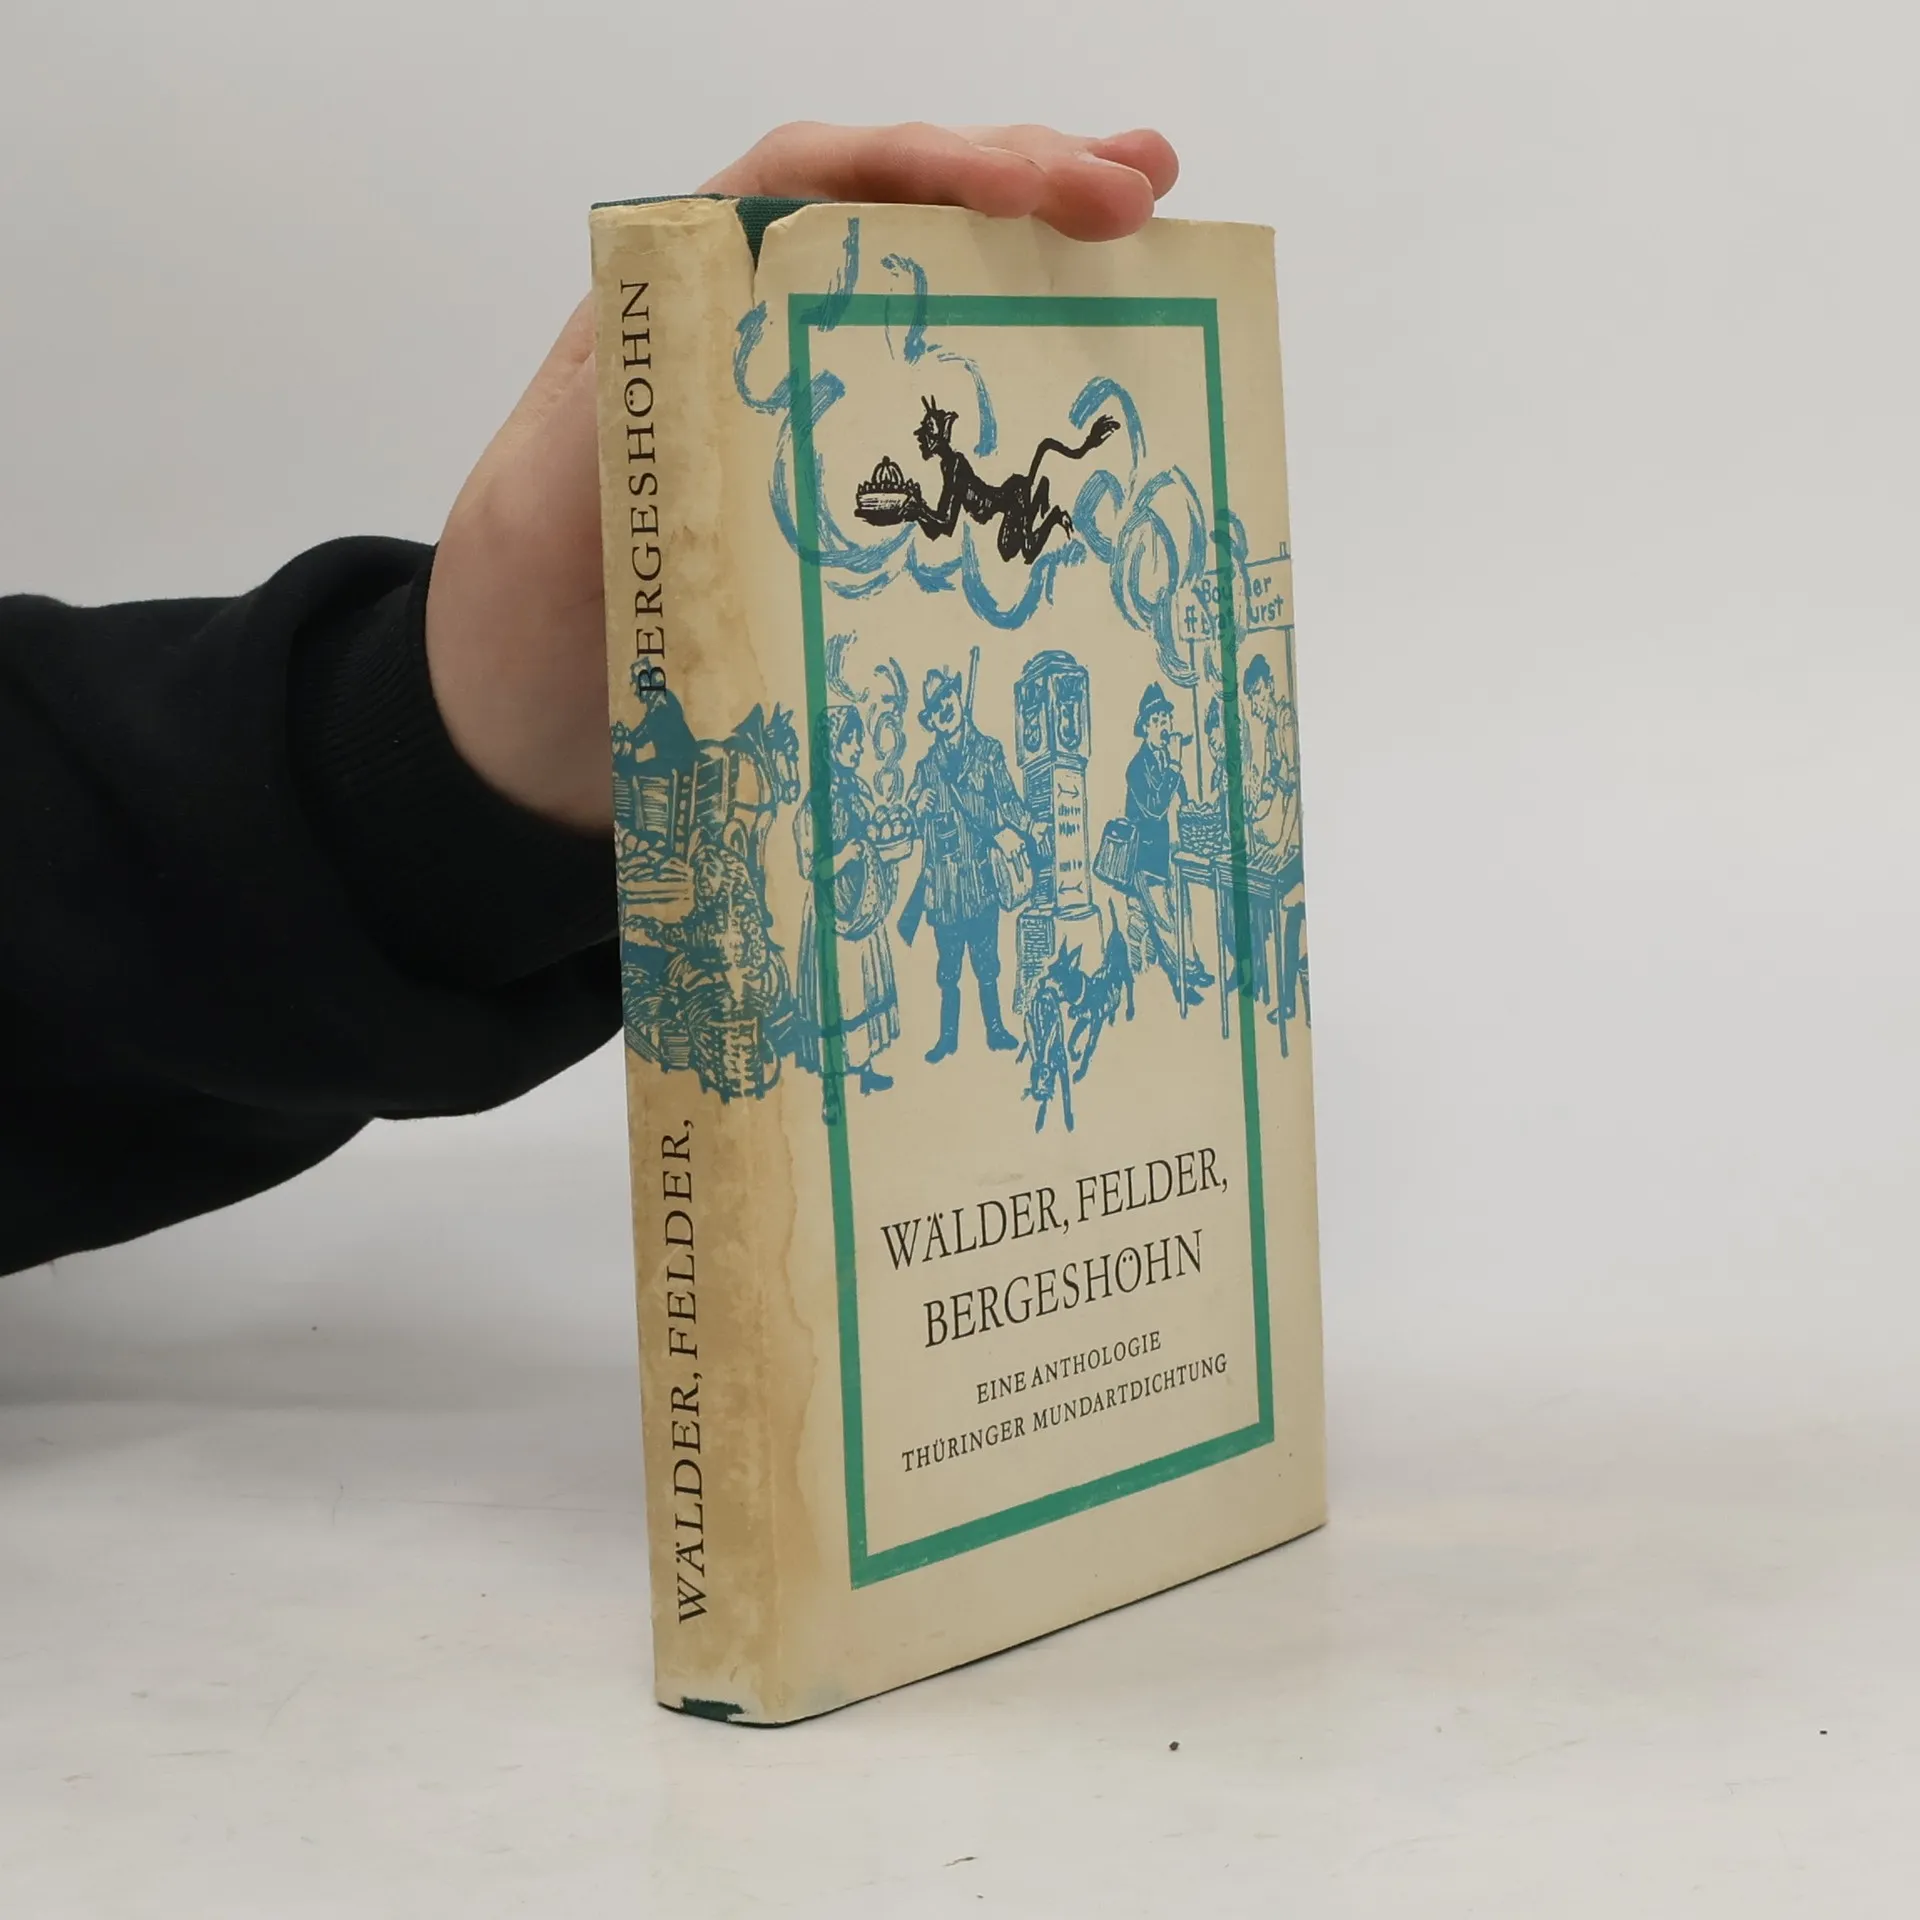 WÄLDER, FELDER, BERGESHÖHN
WÄLDER, FELDER,
BERGESHÖHN
EINE ANTHOLOGIE
THÜRINGER MUNDARTDICHTUNG